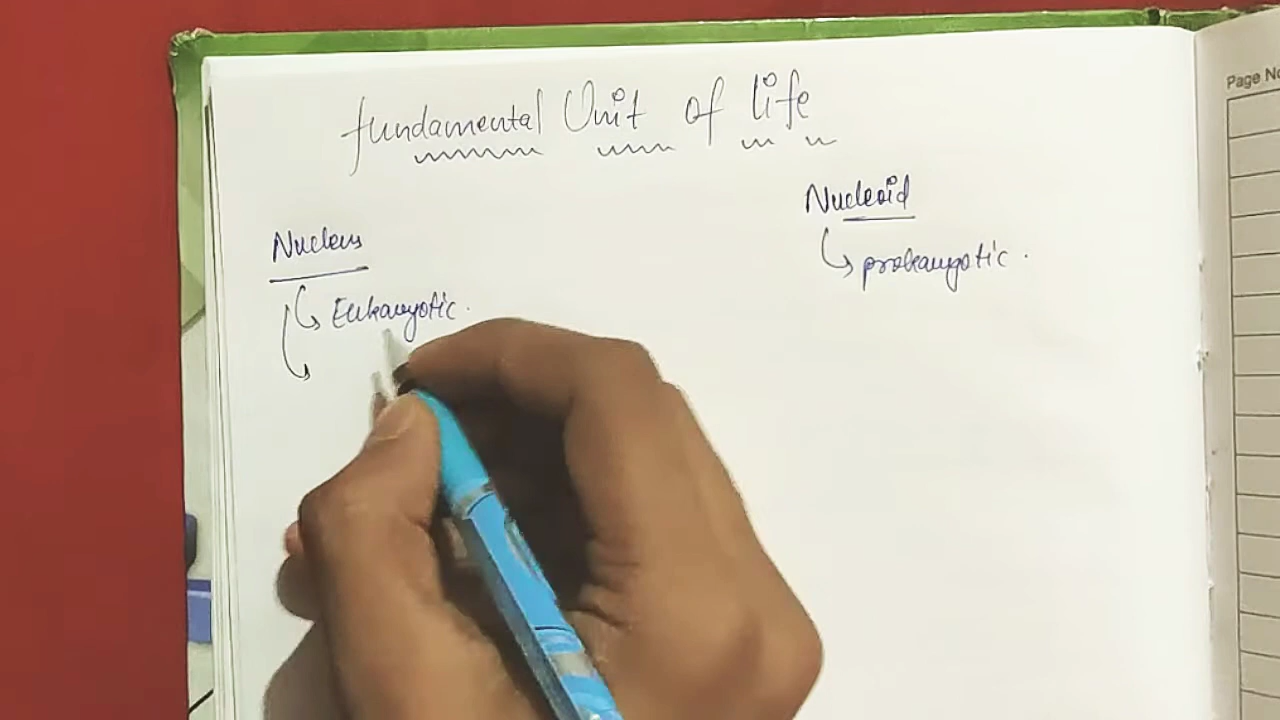 fundamental Unit of life
Nucleus
Eukaryotic.
Nucleoid
prokaryotic.
Page No